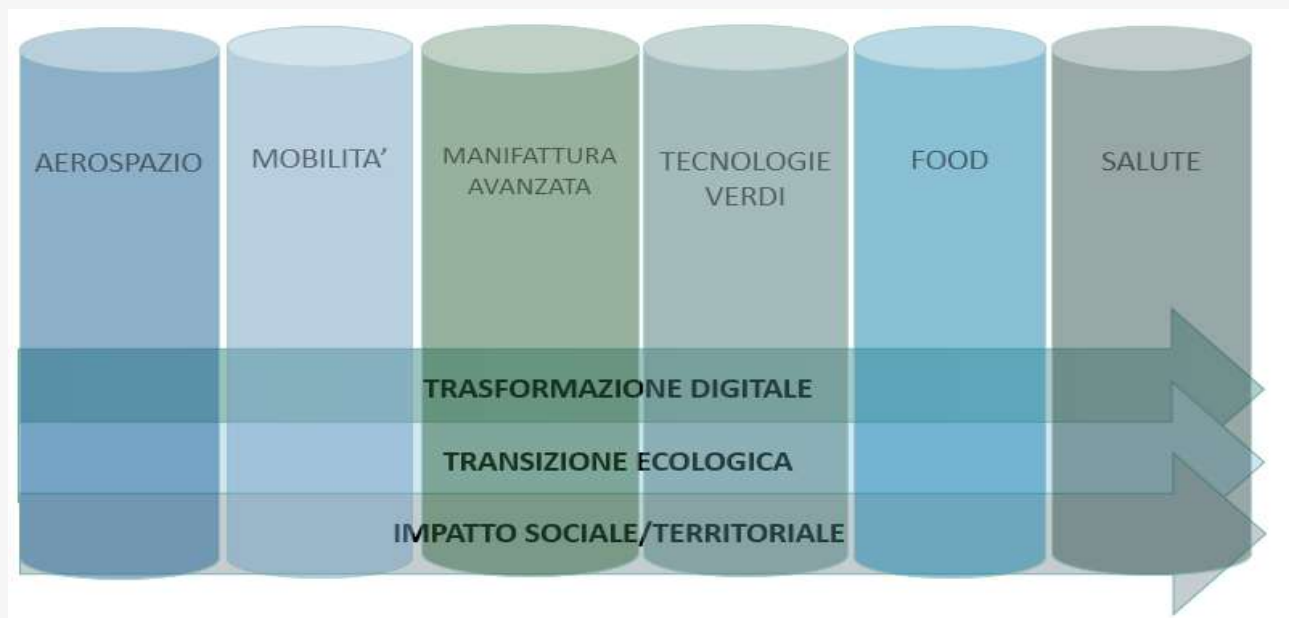 AEROSPAZIO
MOBILITA’
MANIFATTURA
AVANZATA
TECNOLOGIE
VERDI
FOOD
SALUTE
TRASFORMAZIONE DIGITALE
TRANSIZIONE ECOLOGICA
IMPATTO SOCIALE/TERRITORIALE